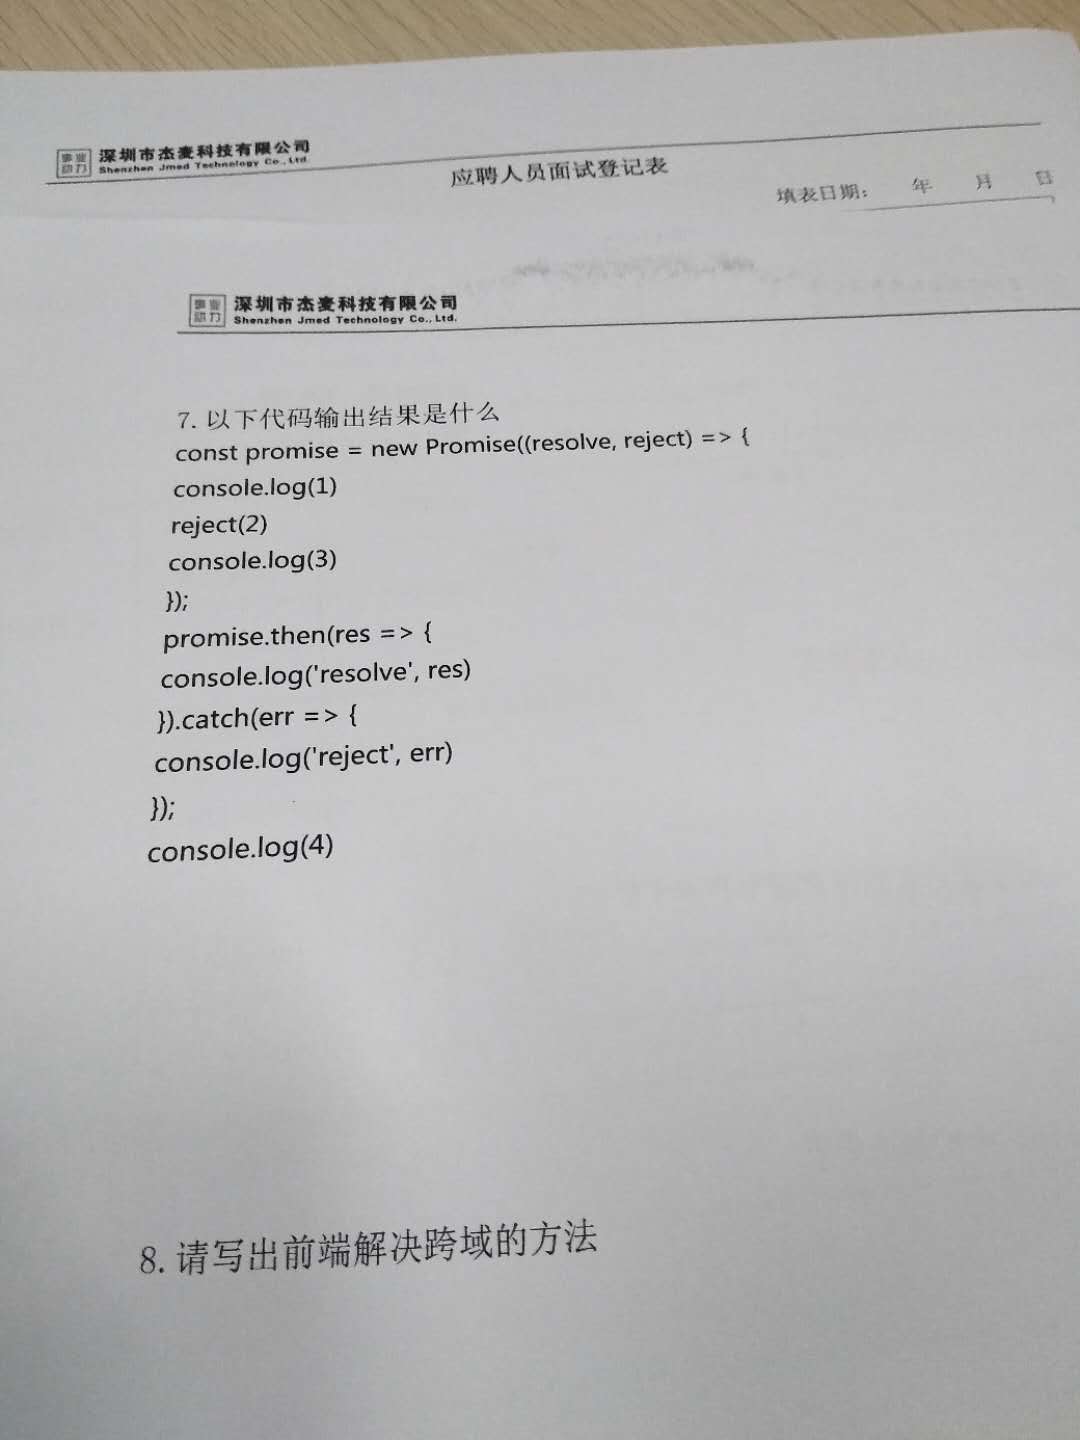 深圳市杰麦科技有限公司
Shenzhen Jmed Technology Co., Ltd.
应聘人员面试登记表
填表日期: 年 月 日
深圳市杰麦科技有限公司
Shenzhen Jmed Technology Co., Ltd.
7. 以下代码输出结果是什么
const promise = new Promise((resolve, reject) => {
console.log(1)
reject(2)
console.log(3)
});
promise.then(res => {
console.log('resolve', res)
}).catch(err => {
console.log('reject', err)
});
console.log(4)
8. 请写出前端解决跨域的方法